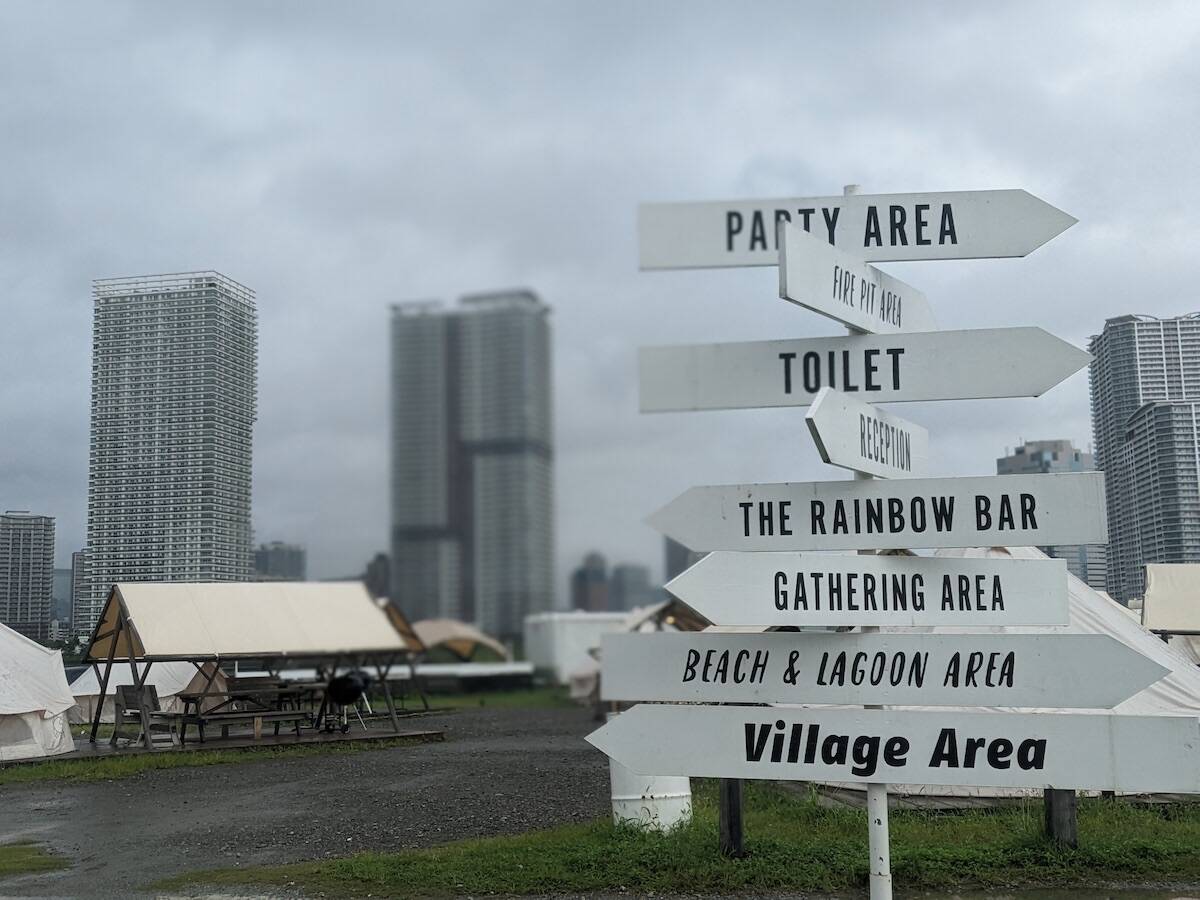 PARTY AREA
FIRE PIT AREA
TOILET
RECEPTION
THE RAINBOW BAR
GATHERING AREA
BEACH & LAGOON AREA
Village Area